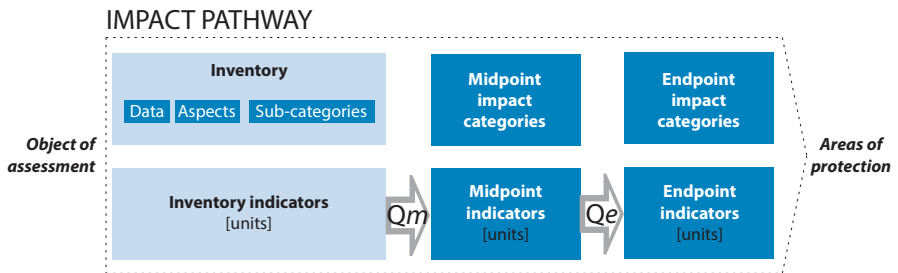 IMPACT PATHWAY
Inventory
Data Aspects Sub-categories
Midpoint
impact
categories
Endpoint
impact
categories
Object of
assessment
Areas of
protection
Inventory indicators
[units]
Qm
Midpoint
indicators
[units]
Qe
Endpoint
indicators
[units]